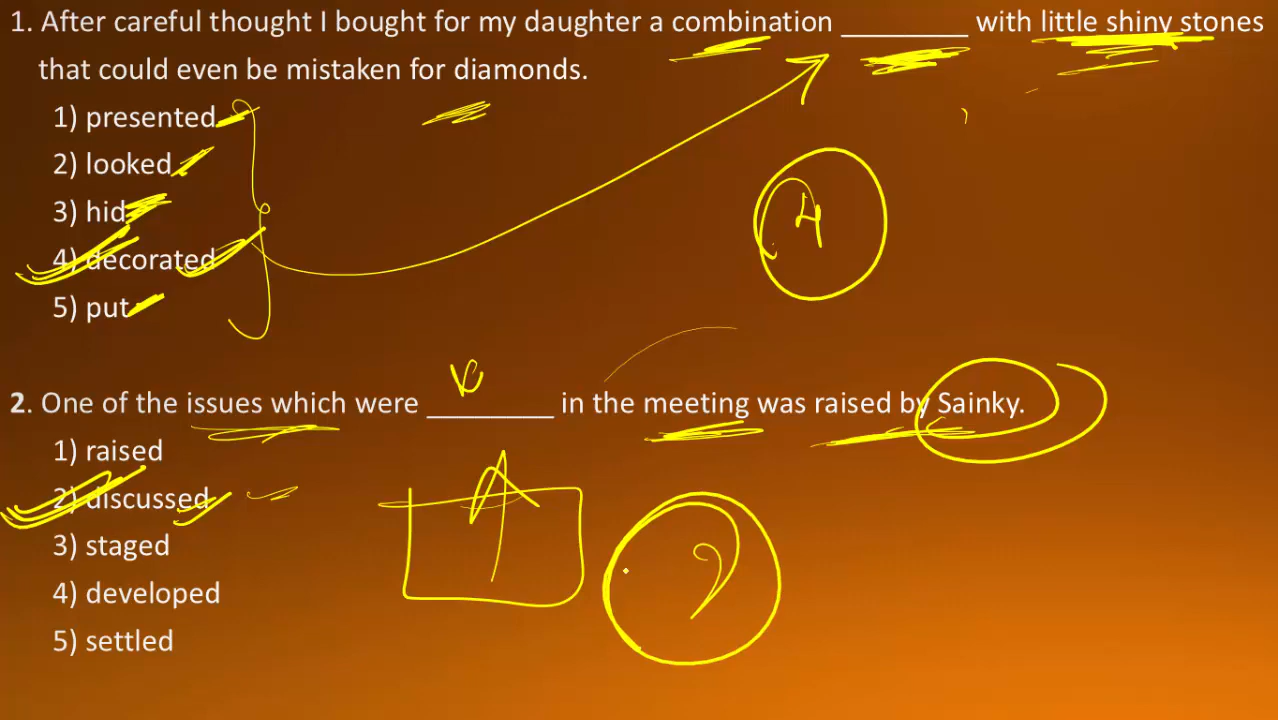 1. After careful thought I bought for my daughter a combination ________ with little shiny stones
that could even be mistaken for diamonds.
1) presented
2) looked
3) hid
4) decorated
5) put
4
2. One of the issues which were ________ in the meeting was raised by Sainky.
1) raised
2) discussed
3) staged
4) developed
5) settled